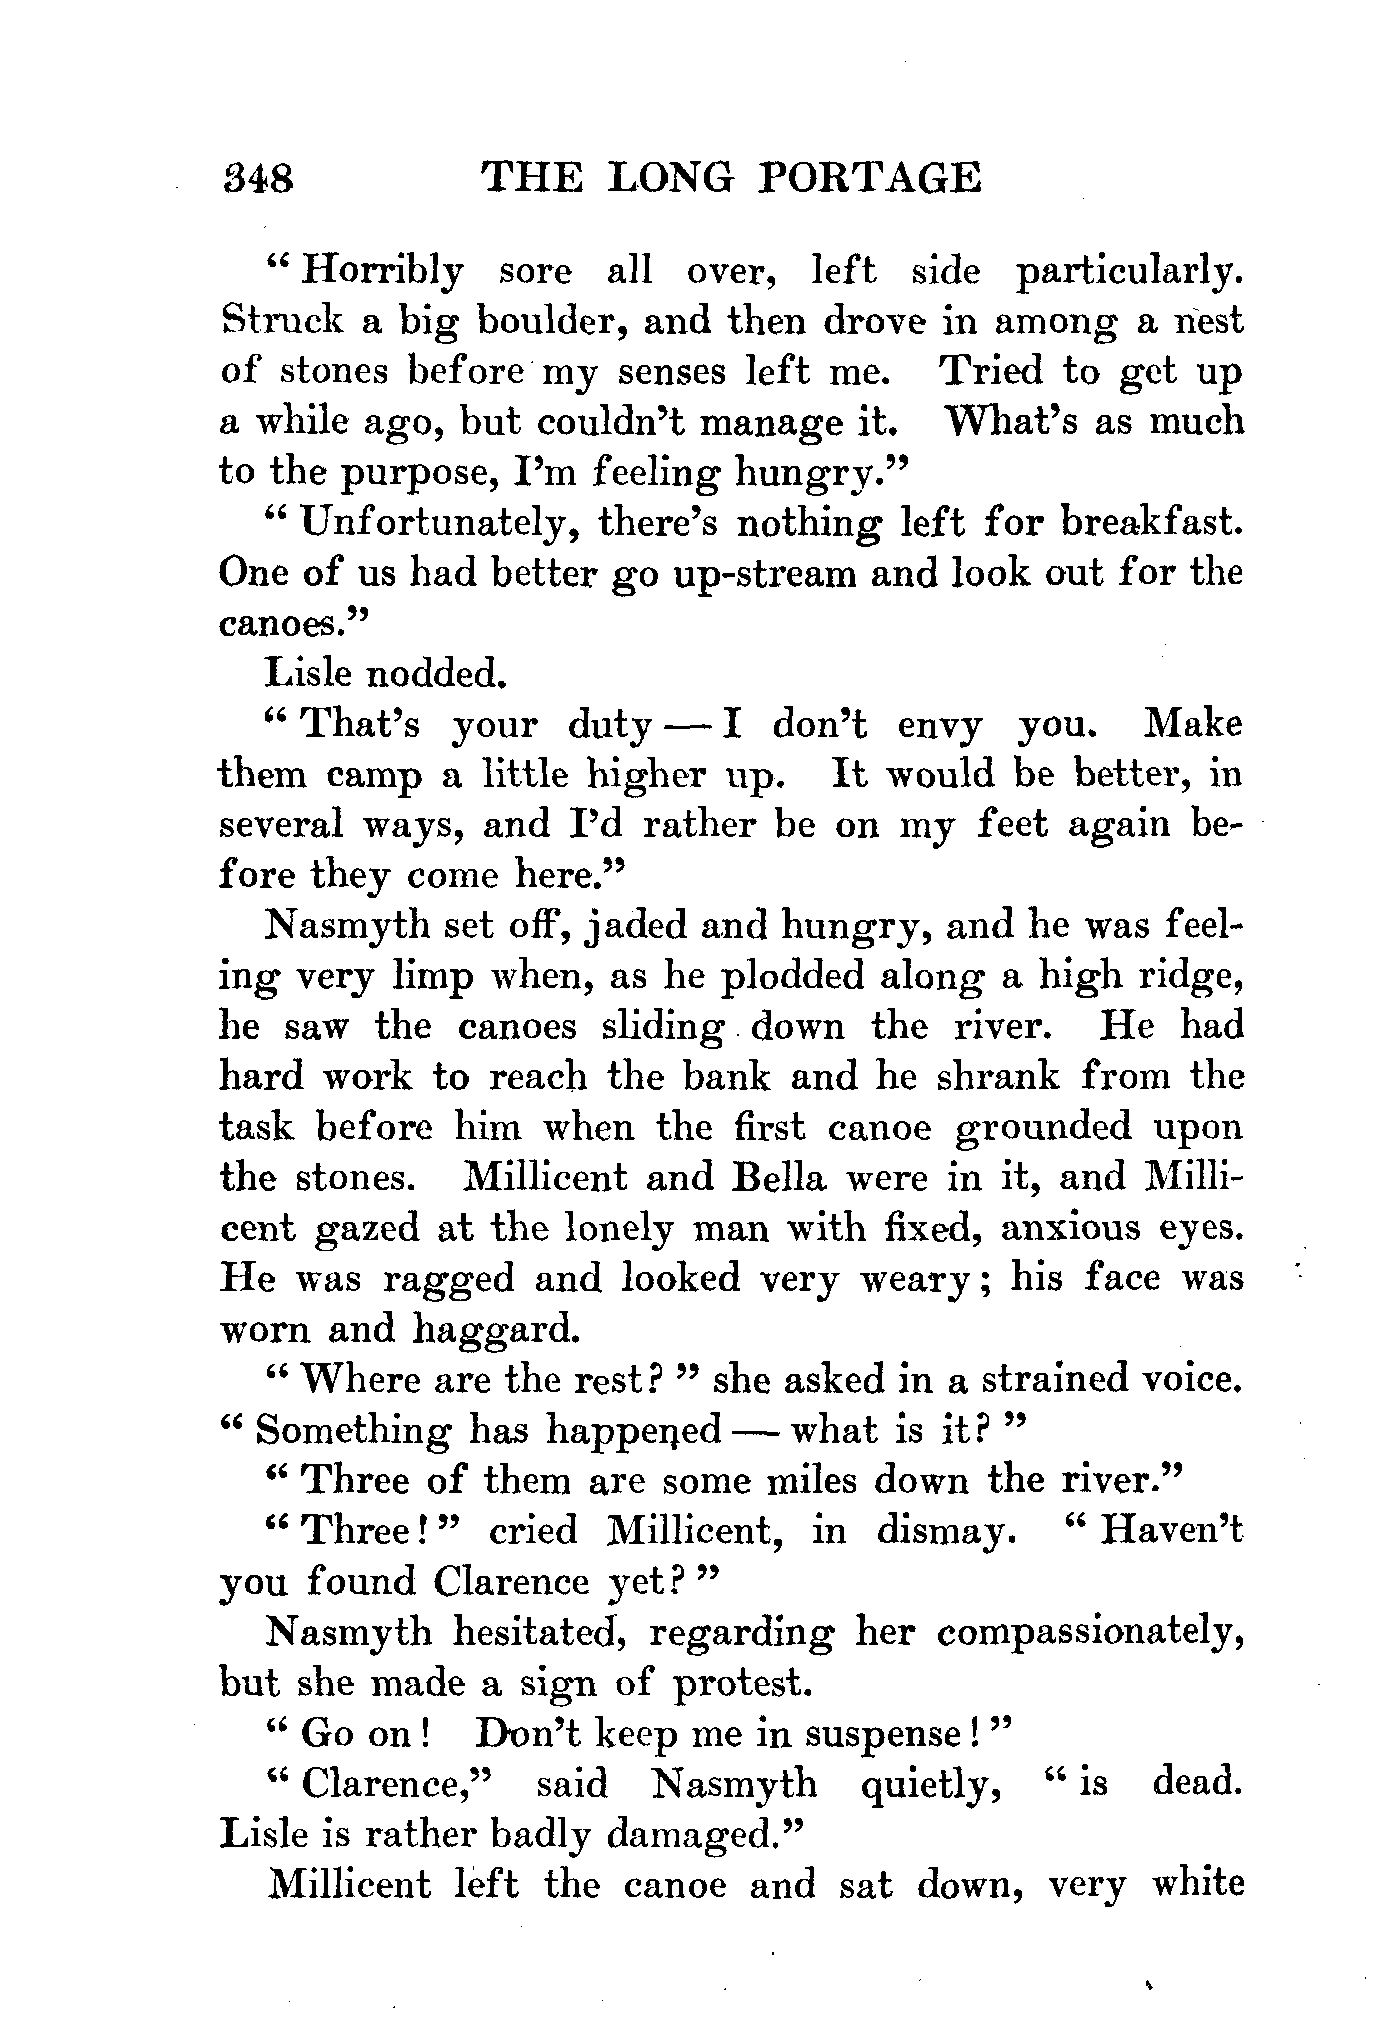 348 THE LONG PORTAGE
“ Horribly sore all over, left side particularly.
Struck a big boulder, and then drove in among a nest
of stones before my senses left me. Tried to get up
a while ago, but couldn’t manage it. What’s as much
to the purpose, I’m feeling hungry.”
“ Unfortunately, there’s nothing left for breakfast.
One of us had better go up-stream and look out for the
canoes.”
Lisle nodded.
“ That’s your duty — I don’t envy you. Make
them camp a little higher up. It would be better, in
several ways, and I’d rather be on my feet again be-
fore they come here.”
Nasmyth set off, jaded and hungry, and he was feel-
ing very limp when, as he plodded along a high ridge,
he saw the canoes sliding down the river. He had
hard work to reach the bank and he shrank from the
task before him when the first canoe grounded upon
the stones. Millicent and Bella were in it, and Milli-
cent gazed at the lonely man with fixed, anxious eyes.
He was ragged and looked very weary; his face was
worn and haggard.
“ Where are the rest? ” she asked in a strained voice.
“ Something has happened — what is it? ”
“ Three of them are some miles down the river.”
“ Three! ” cried Millicent, in dismay. “ Haven’t
you found Clarence yet? ”
Nasmyth hesitated, regarding her compassionately,
but she made a sign of protest.
“ Go on! Don’t keep me in suspense! ”
“ Clarence,” said Nasmyth quietly, “ is dead.
Lisle is rather badly damaged.”
Millicent left the canoe and sat down, very white